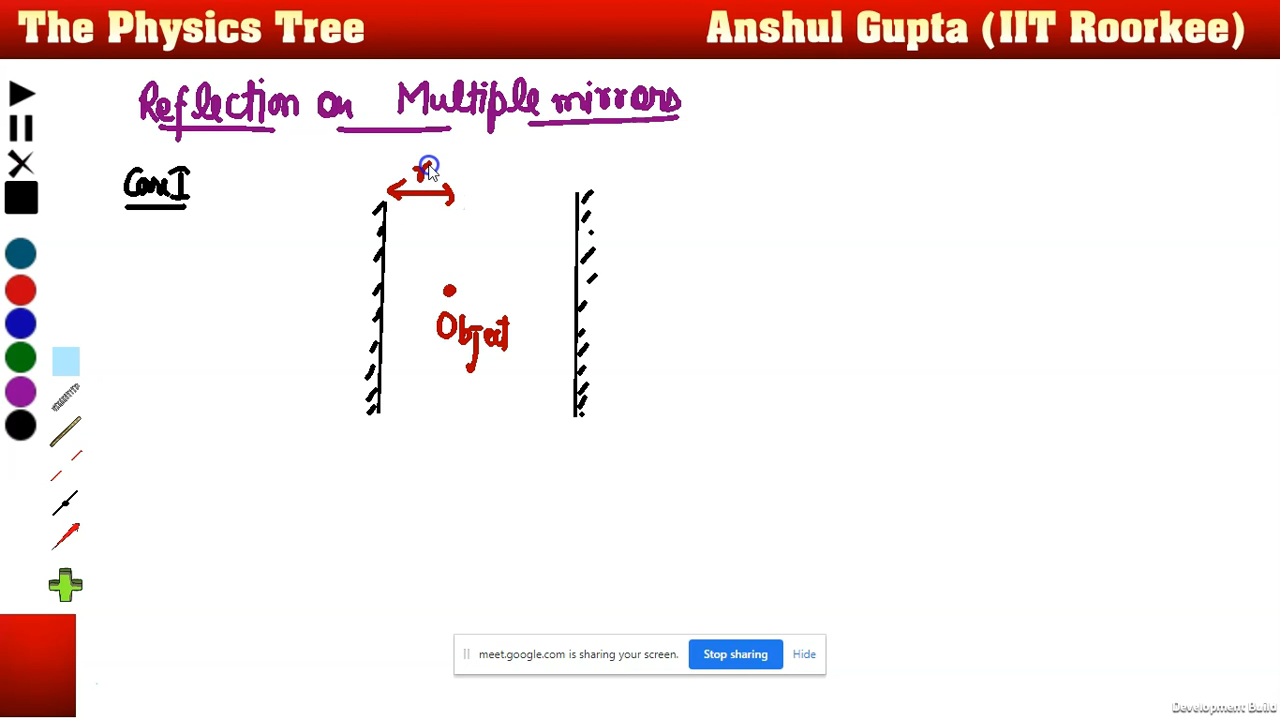 The Physics Tree
Anshul Gupta (IIT Roorkee)
Reflection on Multiple mirrors
Case I
Object
meet.google.com is sharing your screen.
Stop sharing
Hide
Development Build